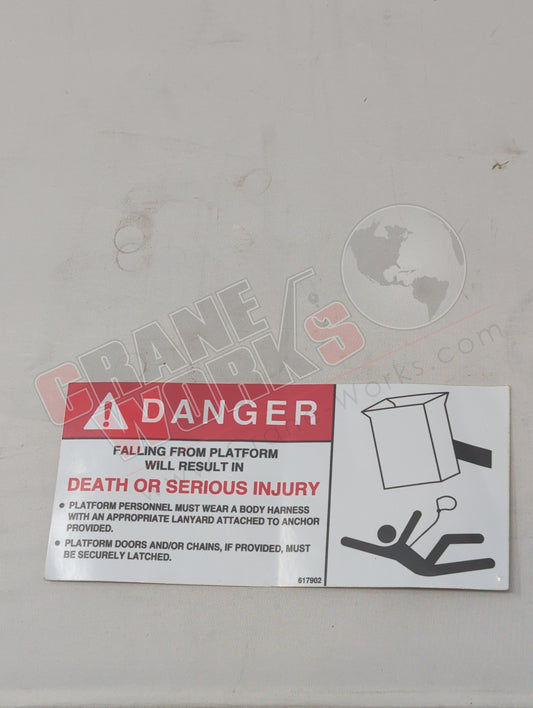 CRANE
WORKS
DANGER
FALLING FROM PLATFORM
WILL RESULT IN
DEATH OR SERIOUS INJURY
• PLATFORM PERSONNEL MUST WEAR A BODY HARNESS
WITH AN APPROPRIATE LANYARD ATTACHED TO ANCHOR
PROVIDED.
• PLATFORM DOORS AND/OR CHAINS, IF PROVIDED, MUST
BE SECURELY LATCHED.
617902